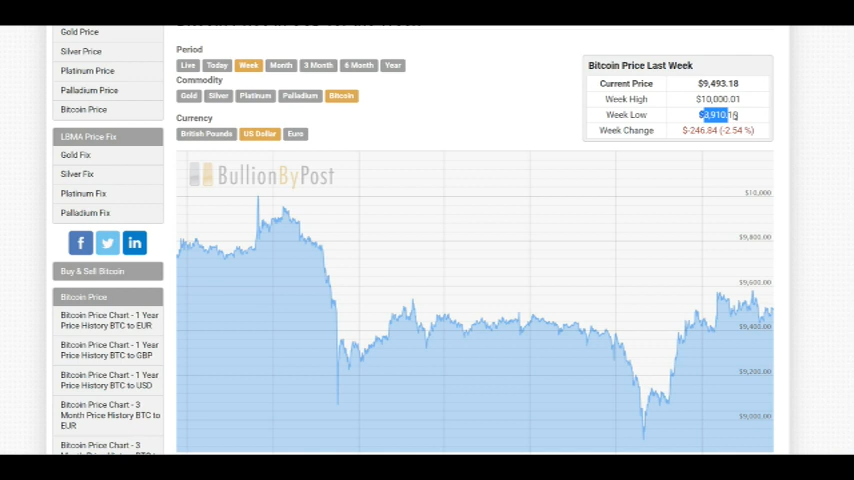 Gold Price
Silver Price
Platinum Price
Palladium Price
Bitcoin Price
LBMA Price Fix
Gold Fix
Silver Fix
Platinum Fix
Palladium Fix
Buy & Sell Bitcoin
Bitcoin Price
Bitcoin Price Chart - 1
Year Price History BTC to
EUR
Bitcoin Price Chart - 1
Year Price History BTC to
GBP
Bitcoin Price Chart - 1
Year Price History BTC to
USD
Bitcoin Price Chart - 3
Month Price History BTC to
EUR
Bitcoin Price Chart - 3
Period
Live Today Week Month 3 Month 6 Month Year
Commodity
Gold Silver Platinum Palladium Bitcoin
Currency
British Pounds US Dollar Euro
Bitcoin Price Last Week
Current Price $9,493.18
Week High $10,000.01
Week Low
Week Change $-246.84 (-2.54 %)
BullionByPost
$10,000
$9,800.00
$9,600.00
$9,400.00
$9,200.00
$9,000.00